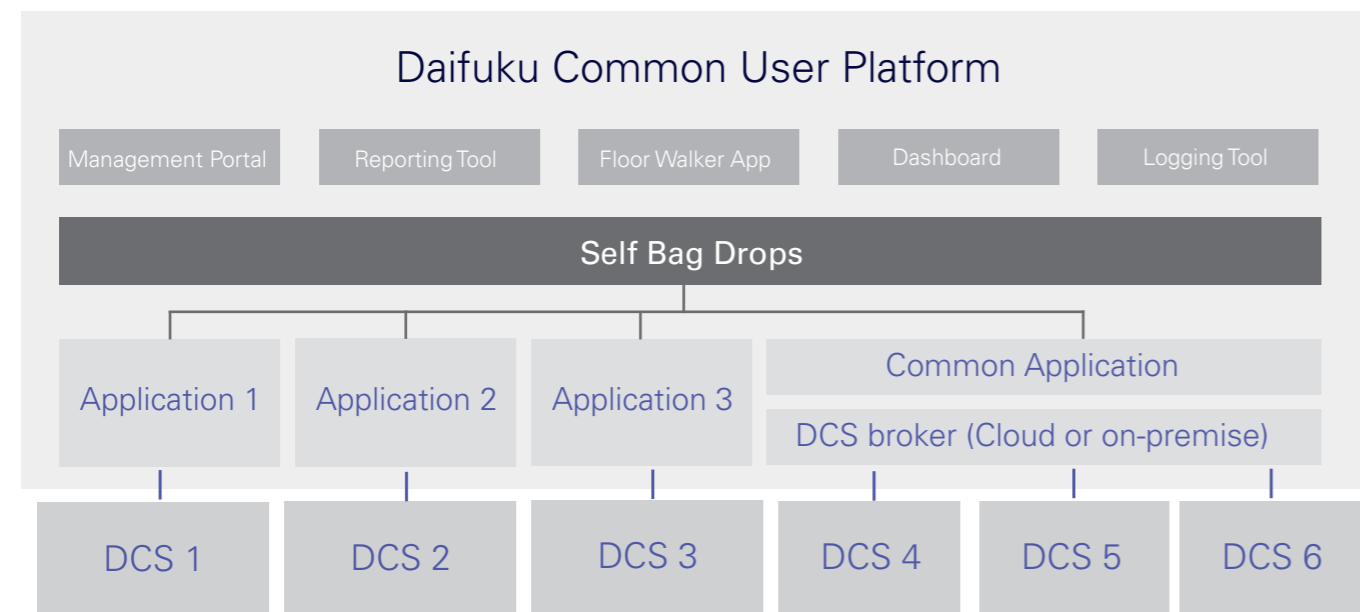 Daifuku Common User Platform
Management Portal
Reporting Tool
Floor Walker App
Dashboard
Logging Tool
Self Bag Drops
Application 1
Application 2
Application 3
Common Application
DCS broker (Cloud or on-premise)
DCS 1
DCS 2
DCS 3
DCS 4
DCS 5
DCS 6